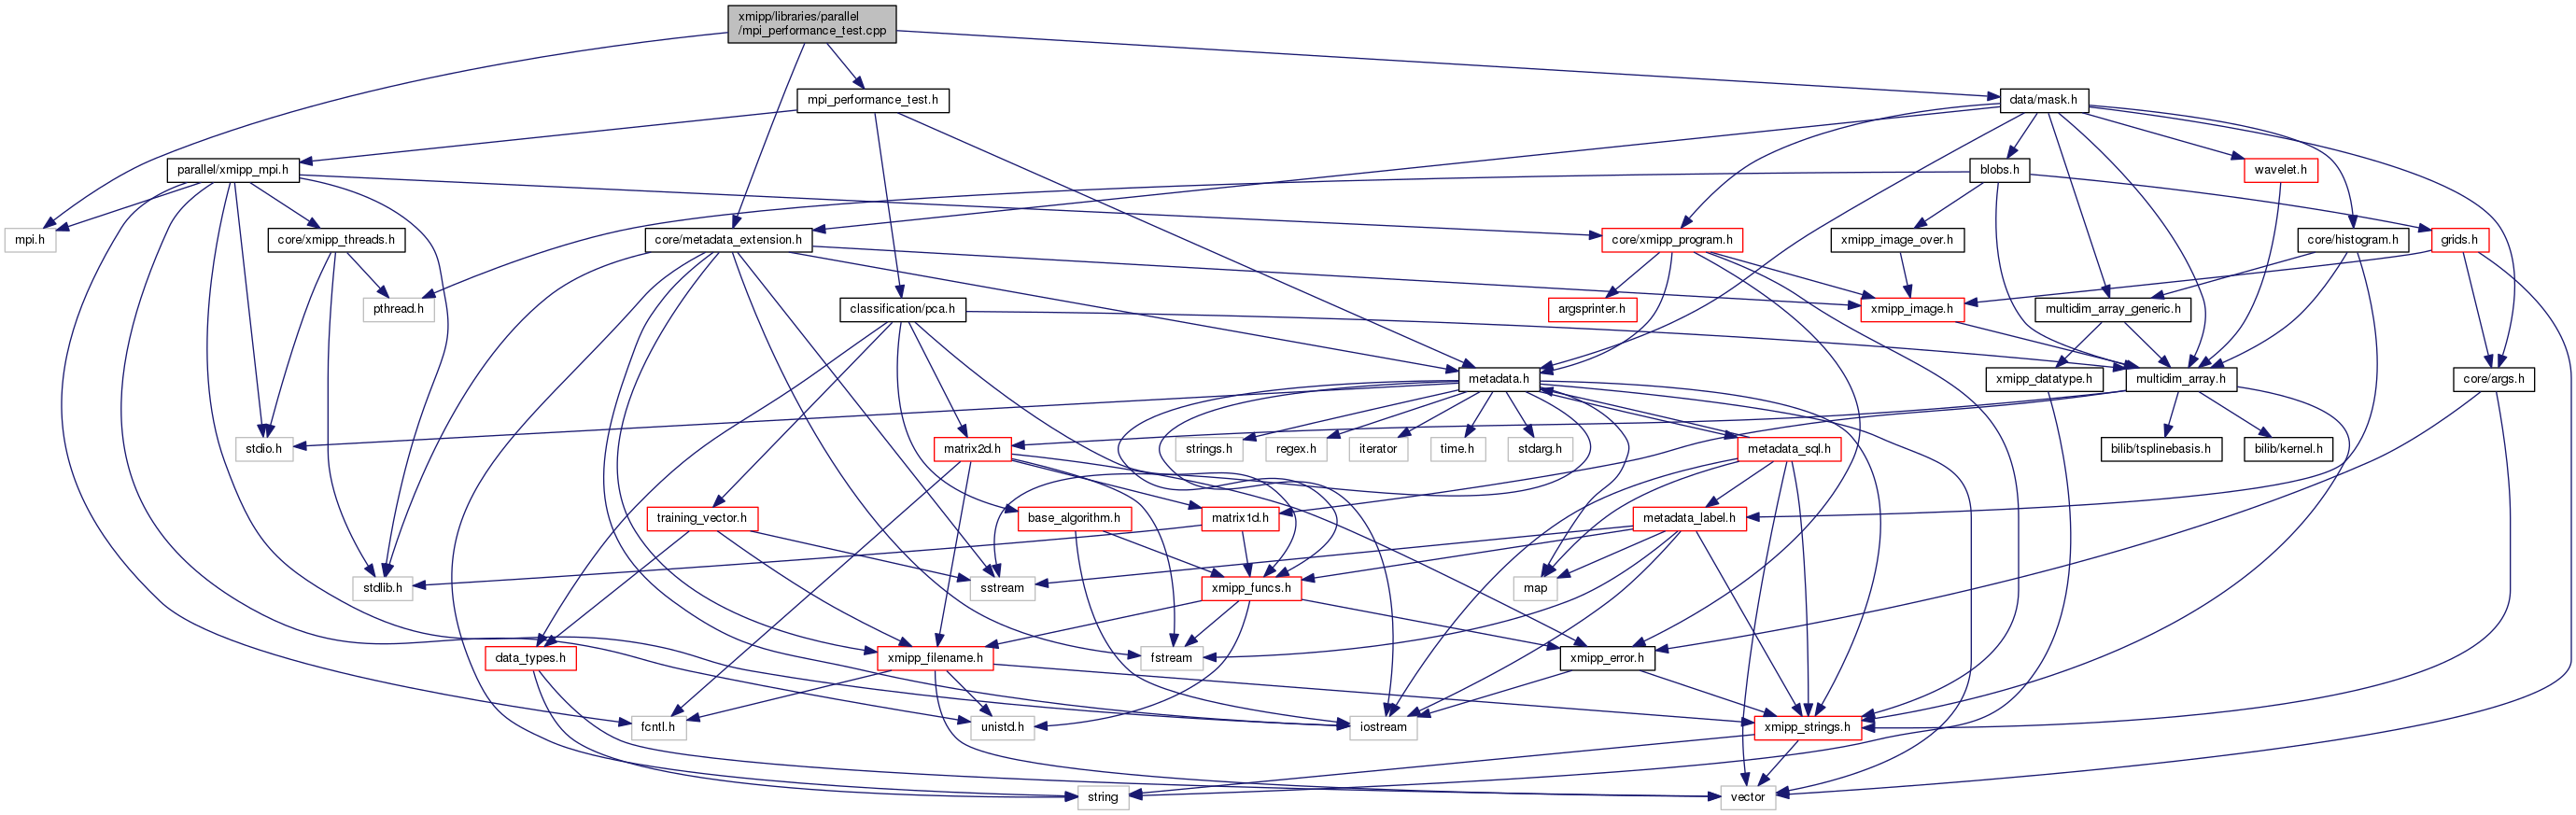 xmipp/libraries/parallel
/mpi_performance_test.cpp
mpi_performance_test.h
data/mask.h
parallel/xmipp_mpi.h
blobs.h
wavelet.h
mpi.h
core/xmipp_threads.h
core/metadata_extension.h
core/xmipp_program.h
xmipp_image_over.h
core/histogram.h
grids.h
pthread.h
classification/pca.h
argsprinter.h
xmipp_image.h
multidim_array_generic.h
metadata.h
xmipp_datatype.h
multidim_array.h
core/args.h
stdio.h
matrix2d.h
strings.h
regex.h
iterator
time.h
stdarg.h
metadata_sql.h
bilib/tsplinebasis.h
bilib/kernel.h
training_vector.h
base_algorithm.h
matrix1d.h
metadata_label.h
stdlib.h
sstream
xmipp_funcs.h
map
data_types.h
xmipp_filename.h
fstream
xmipp_error.h
fcntl.h
unistd.h
iostream
xmipp_strings.h
string
vector